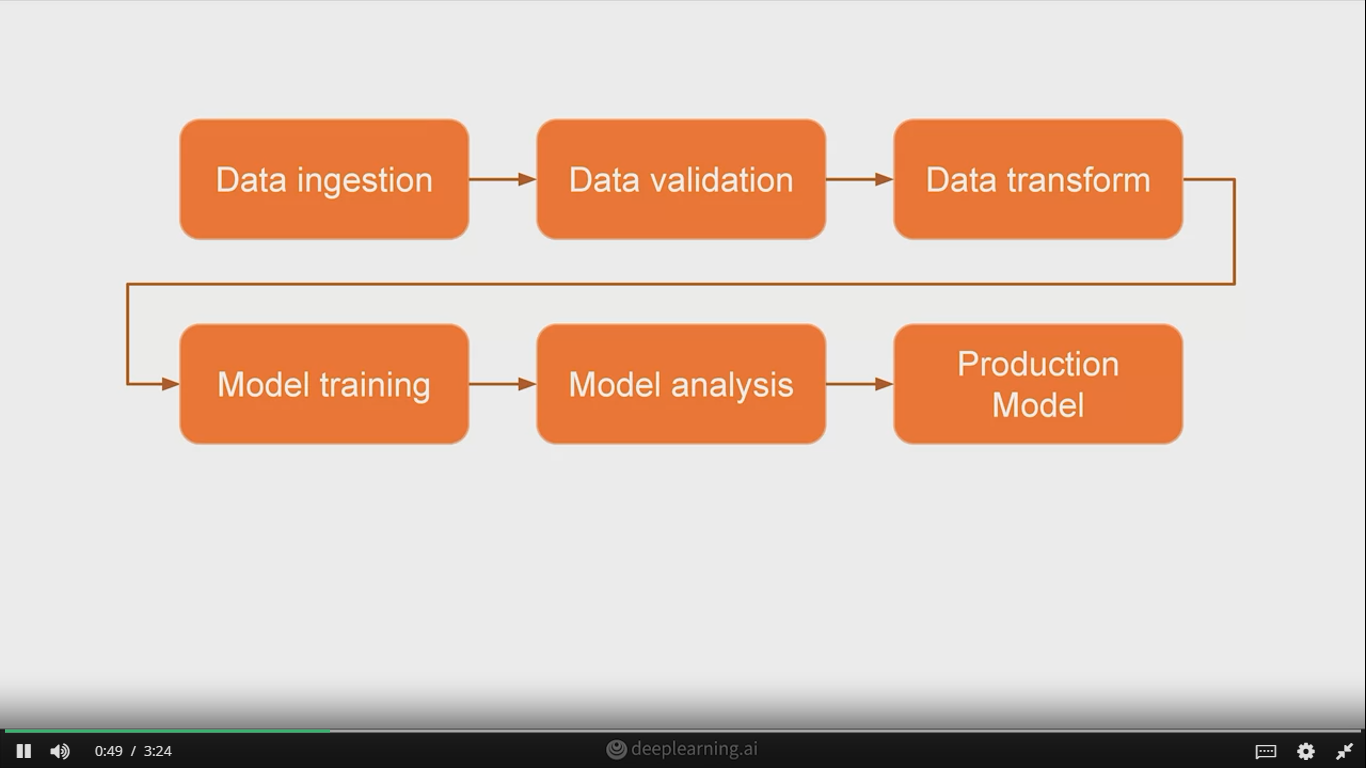 Data ingestion
Data validation
Data transform
Model training
Model analysis
Production
Model
0:49 / 3:24
deeplearning.ai